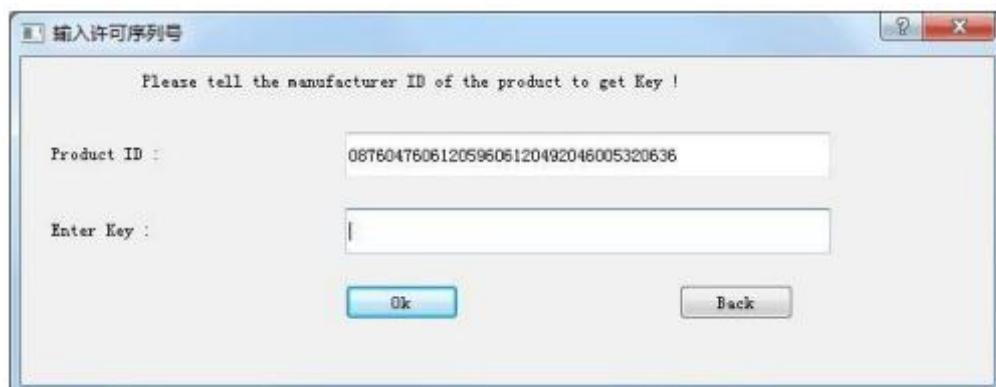 输入许可序列号
Please tell the manufacturer ID of the product to get Key !
Product ID :
087604760612059606120492046005320636
Enter Key :
Ok
Back